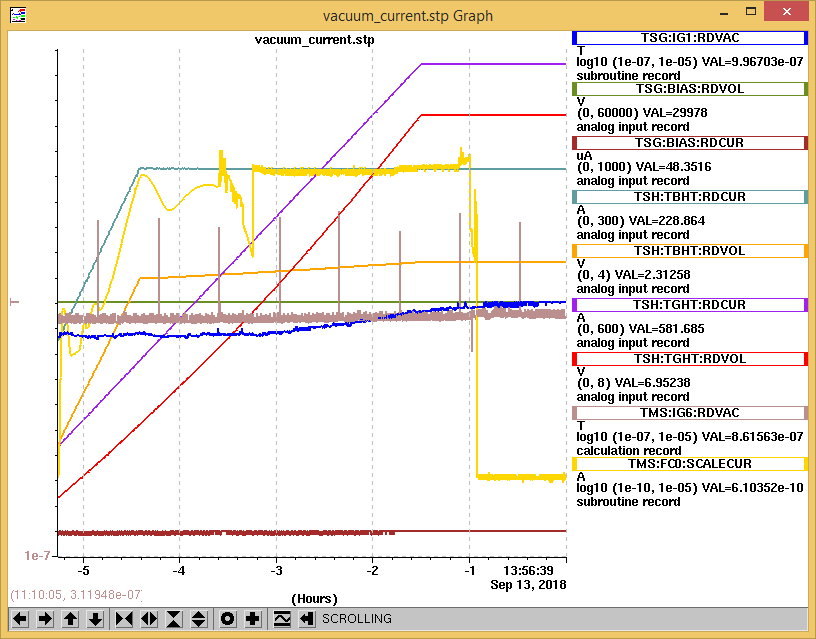 vacuum_current.stp Graph
vacuum_current.stp
TSG:IG1:RDVAC
T
log10 (1e-07, 1e-05) VAL=9.96703e-07
subroutine record
TSG:BIAS:RDVOL
V
(0, 60000) VAL=29978
analog input record
TSG:BIAS:RDCUR
uA
(0, 1000) VAL=48.3516
analog input record
TSH:TBHT:RDCUR
A
(0, 300) VAL=228.864
analog input record
TSH:TBHT:RDVOL
V
(0, 4) VAL=2.31258
analog input record
TSH:TGHT:RDCUR
A
(0, 600) VAL=581.685
analog input record
TSH:TGHT:RDVOL
V
(0, 8) VAL=6.95238
analog input record
TMS:IG6:RDVAC
T
log10 (1e-07, 1e-05) VAL=8.61563e-07
calculation record
TMS:FC0:SCALECUR
A
log10 (1e-10, 1e-05) VAL=6.10352e-10
subroutine record
T
1e-7
-5 -4 -3 -2 -1 13:56:39
Sep 13, 2018
(11:10:05, 3.11948e-07)
(Hours)
SCROLLING